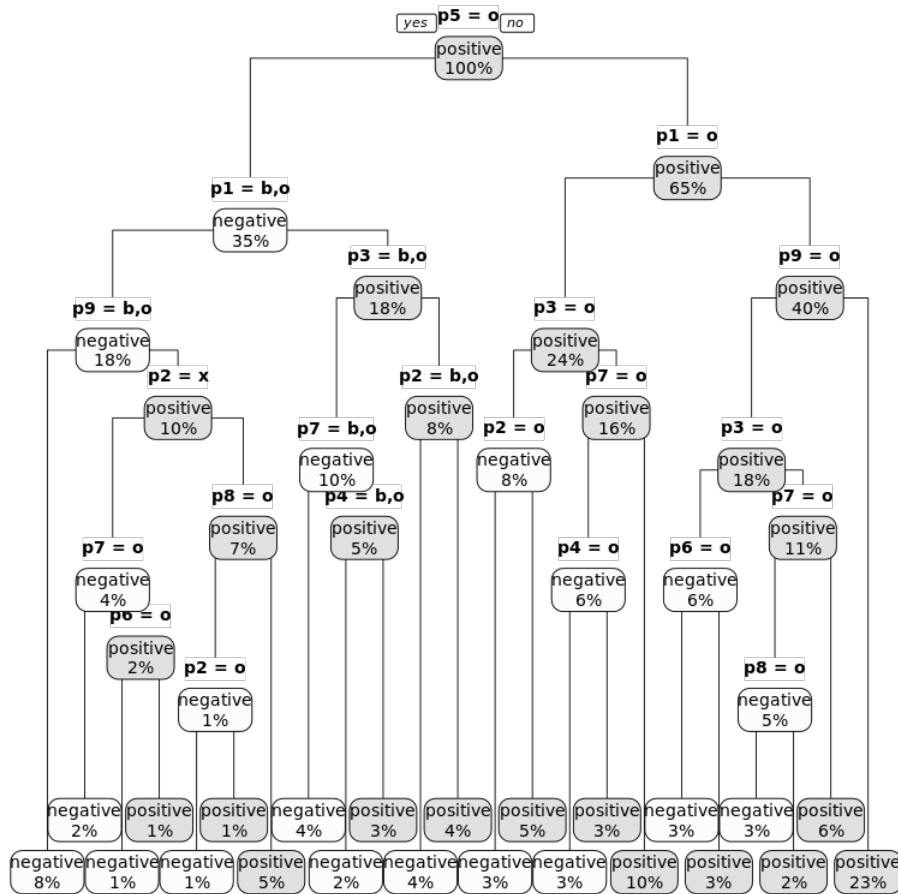 p5 = o
yes
no
positive
100%
p1 = o
positive
65%
p1 = b,o
negative
35%
p3 = b,o
positive
18%
p9 = o
positive
40%
p9 = b,o
negative
18%
p3 = o
positive
24%
p2 = x
positive
10%
p2 = b,o
positive
8%
p7 = o
positive
16%
p7 = b,o
negative
10%
p2 = o
negative
8%
p3 = o
positive
18%
p8 = o
positive
7%
p4 = b,o
positive
5%
p7 = o
positive
11%
p7 = o
negative
4%
p4 = o
negative
6%
p6 = o
negative
6%
p6 = o
positive
2%
p2 = o
negative
1%
p8 = o
negative
5%
negative positive positive negative positive positive positive positive negative negative positive
2% 1% 1% 4% 3% 4% 5% 3% 3% 3% 6%
negative negative negative positive negative negative negative negative positive positive positive positive
8% 1% 1% 5% 2% 4% 3% 3% 10% 3% 2% 23%